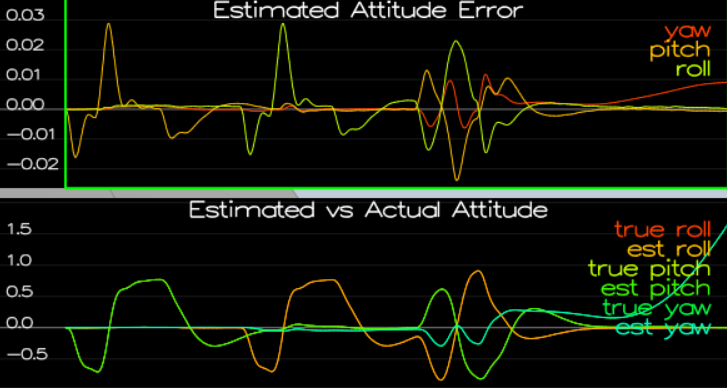 Estimated Attitude Error
0.03
0.02
0.01
0.00
−0.01
−0.02
yaw
pitch
roll
Estimated vs Actual Attitude
1.5
1.0
0.5
0.0
−0.5
true roll
est roll
true pitch
est pitch
true yaw
est yaw